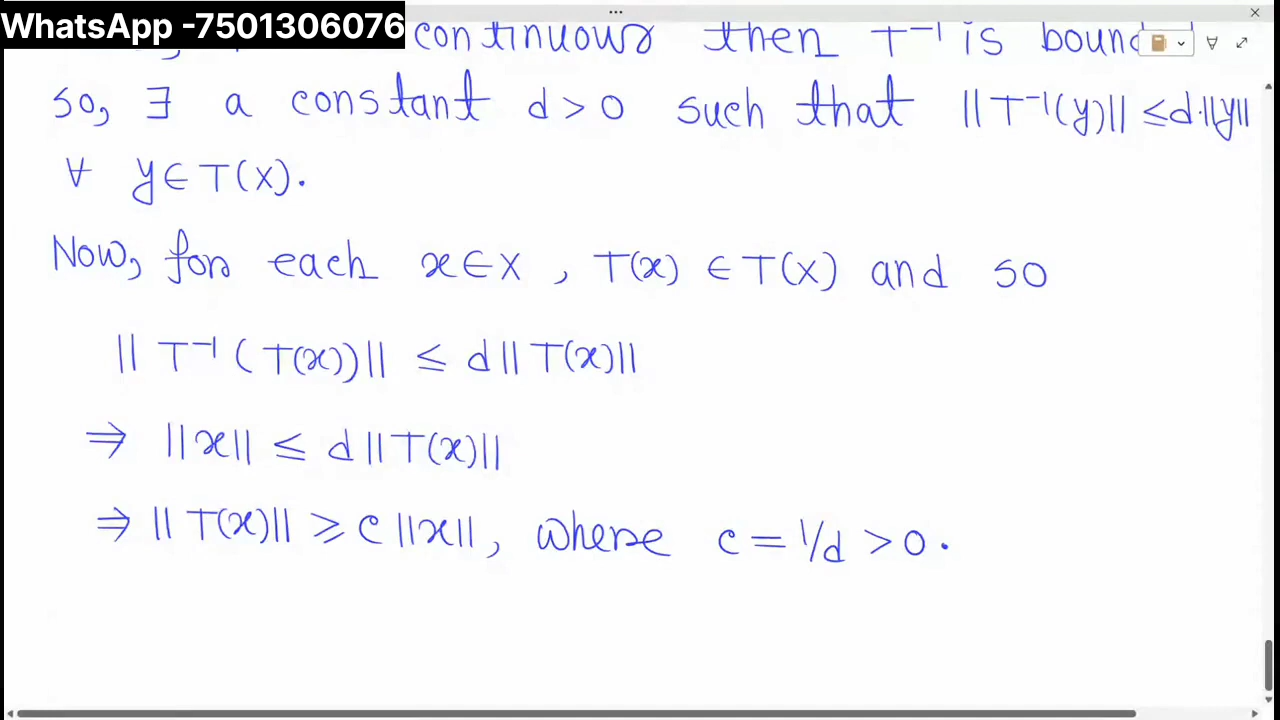 WhatsApp -7501306076
continuous then T⁻¹ is
so, ∃ a constant d > 0 such that ||T⁻¹(y)|| ≤ d·||y||
∀ y ∈ T(X).
Now, for each x ∈ X, T(x) ∈ T(X) and so
||T⁻¹(T(x))|| ≤ d||T(x)||
⇒ ||x|| ≤ d||T(x)||
⇒ ||T(x)|| ≥ c||x||, where c = 1/d > 0.